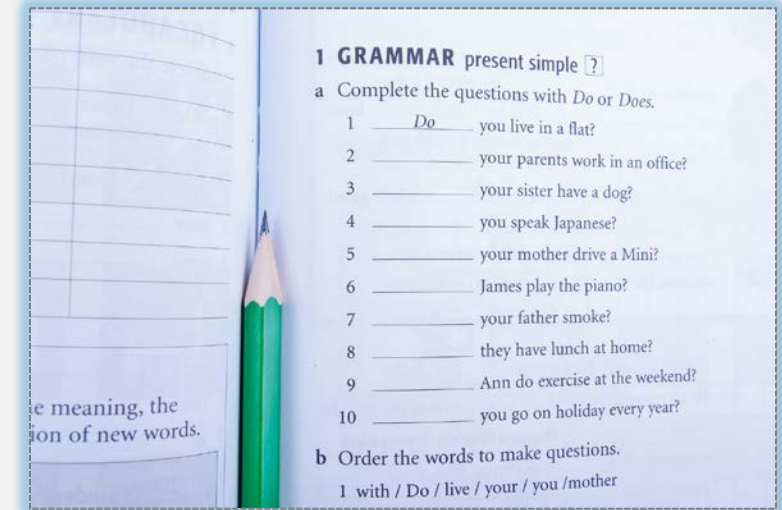 e meaning, the
ion of new words.
1 GRAMMAR present simple ?
a Complete the questions with Do or Does.
1 Do you live in a flat?
2 your parents work in an office?
3 your sister have a dog?
4 you speak Japanese?
5 your mother drive a Mini?
6 James play the piano?
7 your father smoke?
8 they have lunch at home?
9 Ann do exercise at the weekend?
10 you go on holiday every year?
b Order the words to make questions.
1 with / Do / live / your / you /mother